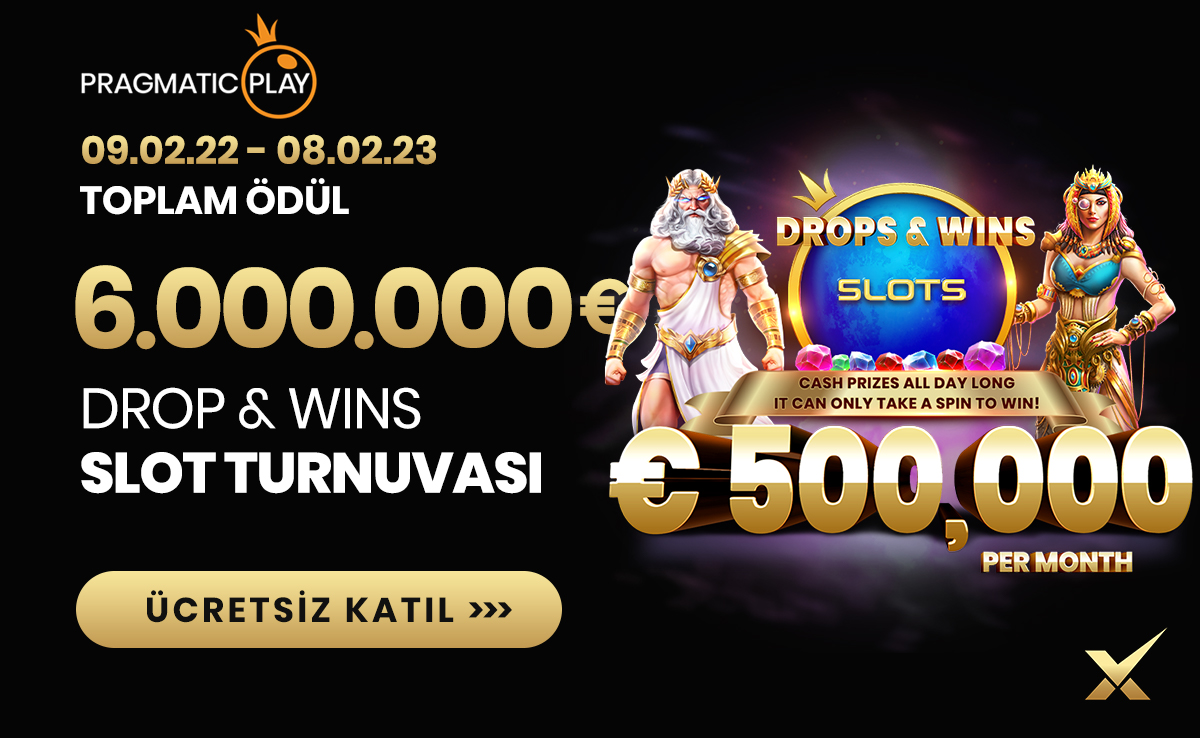 PRAGMATIC PLAY
09.02.22 - 08.02.23
TOPLAM ÖDÜL
6.000.000 €
DROP & WINS
SLOT TURNUVASI
ÜCRETSİZ KATIL >>>
DROPS & WINS
SLOTS
CASH PRIZES ALL DAY LONG
IT CAN ONLY TAKE A SPIN TO WIN!
€ 500,000
PER MONTH